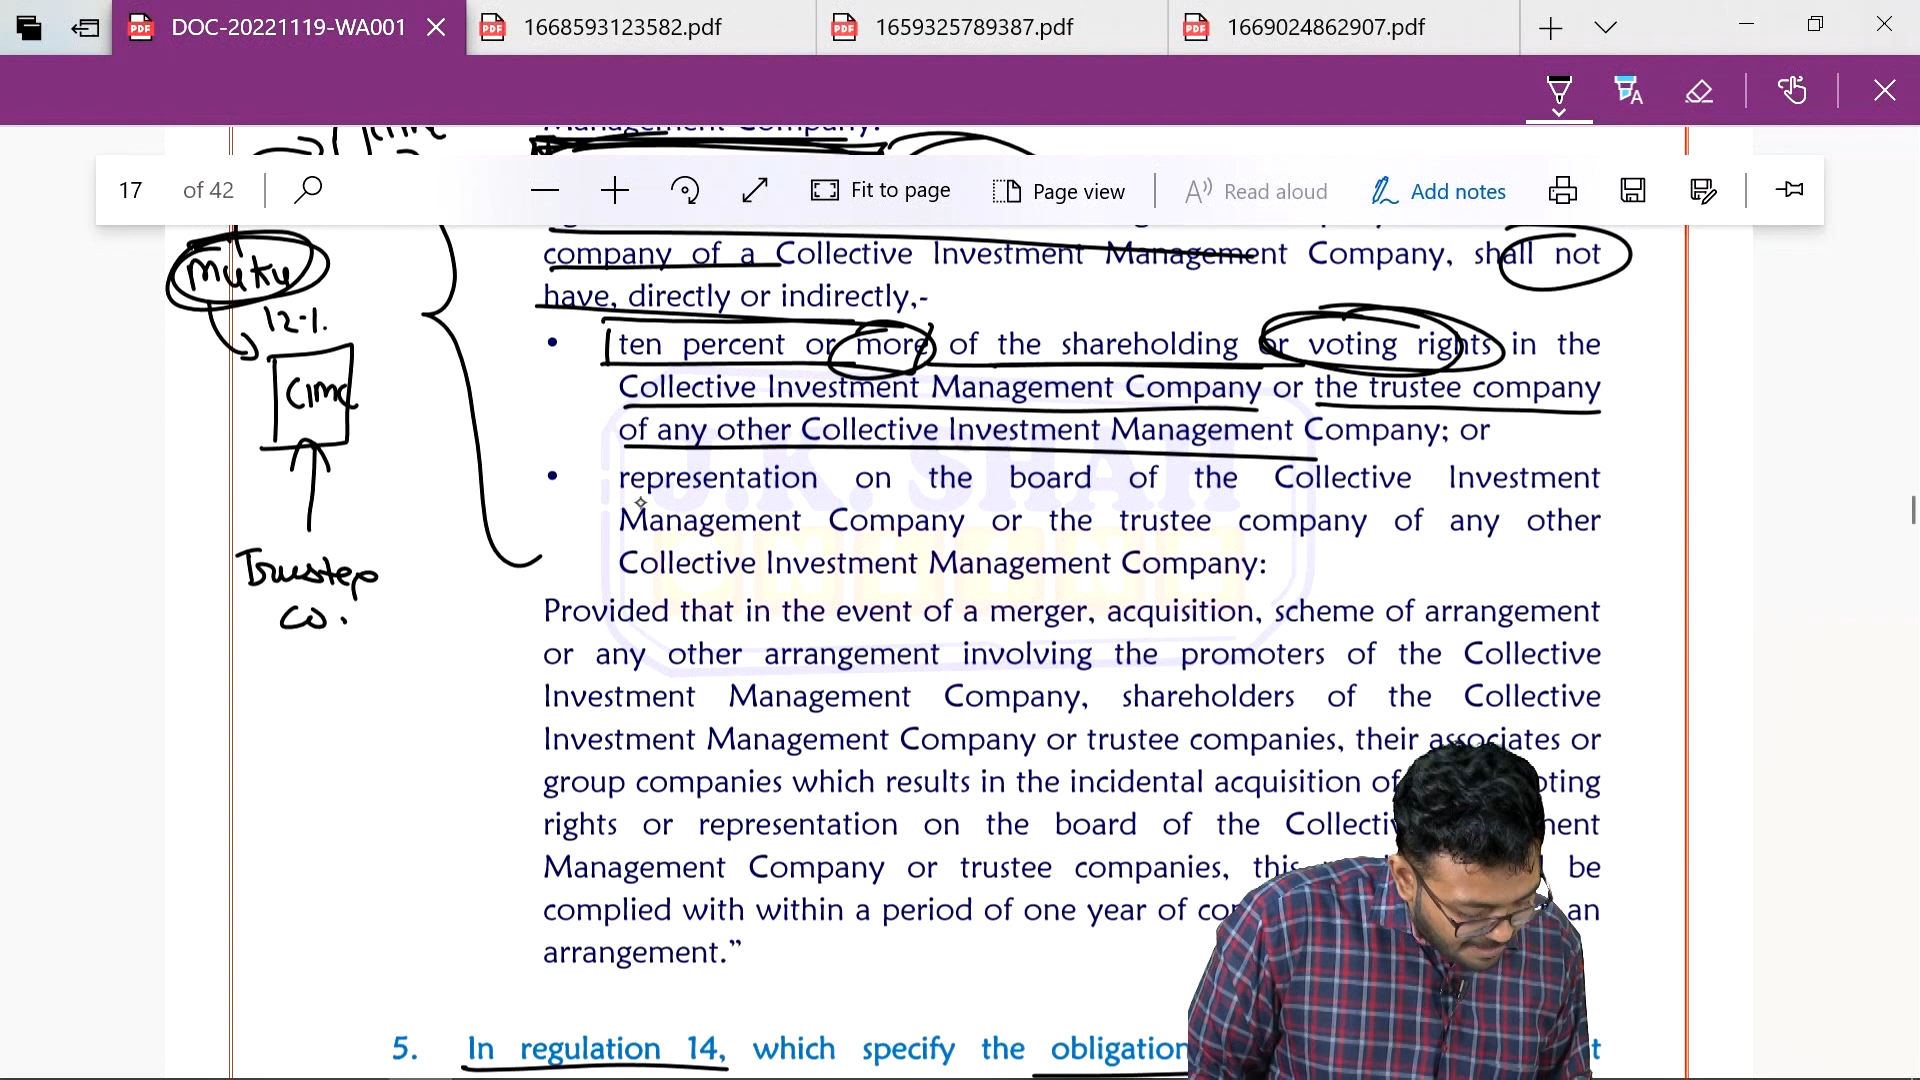 DOC-20221119-WA001
1668593123582.pdf
1659325789387.pdf
1669024862907.pdf
Management Company.
17 of 42
Fit to page
Page view
Read aloud
Add notes
company of a Collective Investment Management Company, shall not
have, directly or indirectly,-
• ten percent or more of the shareholding or voting rights in the
Collective Investment Management Company or the trustee company
of any other Collective Investment Management Company; or
• representation on the board of the Collective Investment
Management Company or the trustee company of any other
Collective Investment Management Company:
Provided that in the event of a merger, acquisition, scheme of arrangement
or any other arrangement involving the promoters of the Collective
Investment Management Company, shareholders of the Collective
Investment Management Company or trustee companies, their associates or
group companies which results in the incidental acquisition of
rights or representation on the board of the
Management Company or trustee companies, be
complied with within a period of one year of an
arrangement.”
5. In regulation 14, which specify the
12-1.
CIMC
Trustee
co.
J.K. SHAH
ONLINE